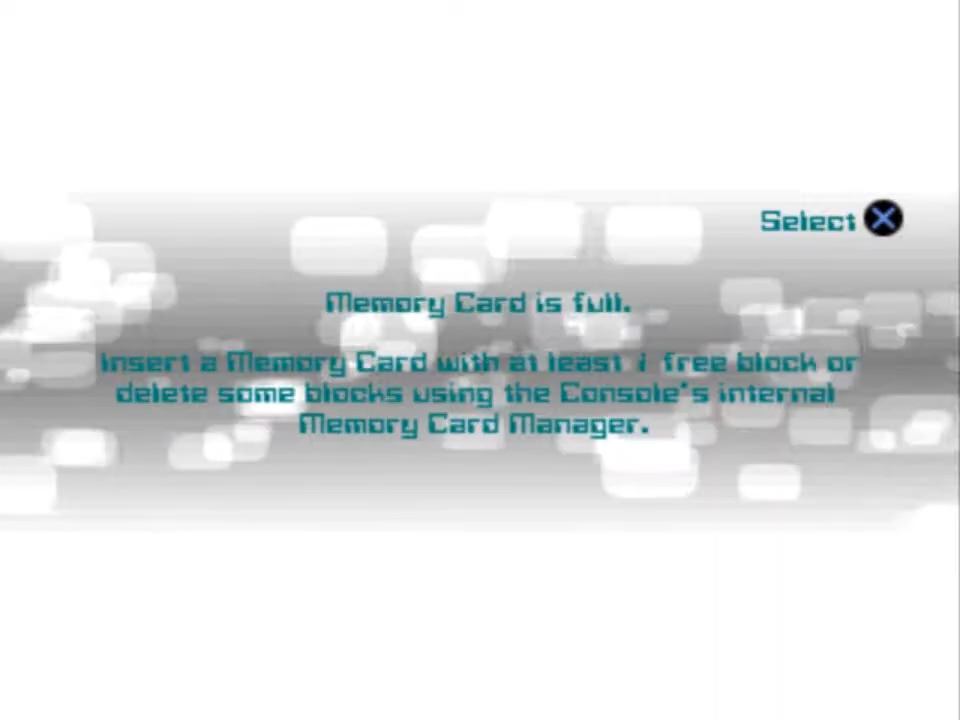 Select
Memory Card is full.
Insert a Memory Card with at least 1 free block or
delete some blocks using the Console's internal
Memory Card Manager.